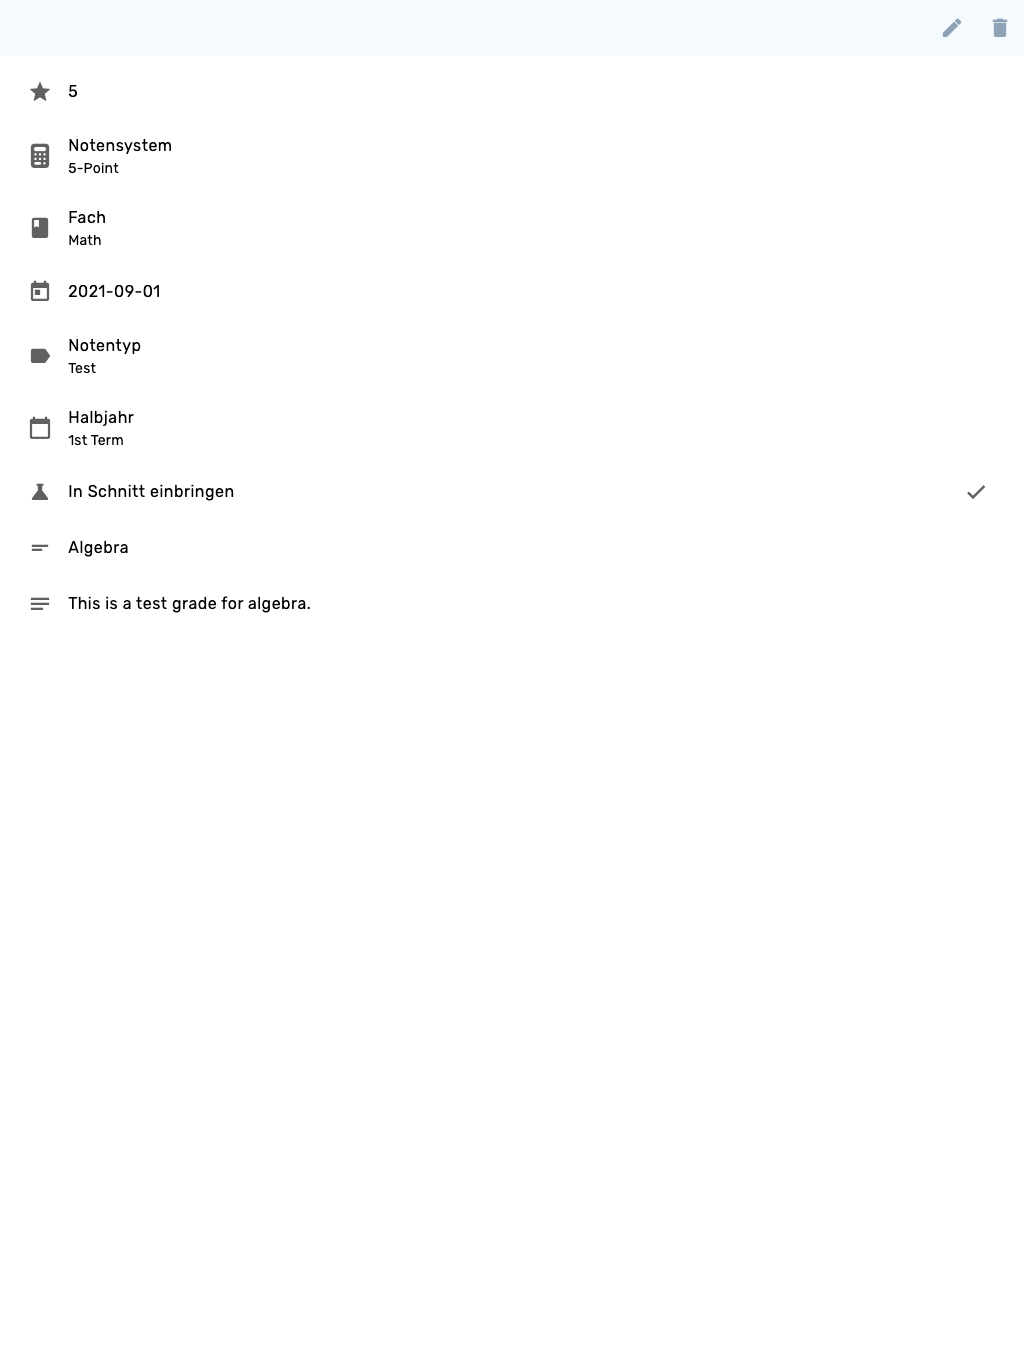 5
Notensystem
5-Point
Fach
Math
2021-09-01
Notentyp
Test
Halbjahr
1st Term
In Schnitt einbringen
Algebra
This is a test grade for algebra.